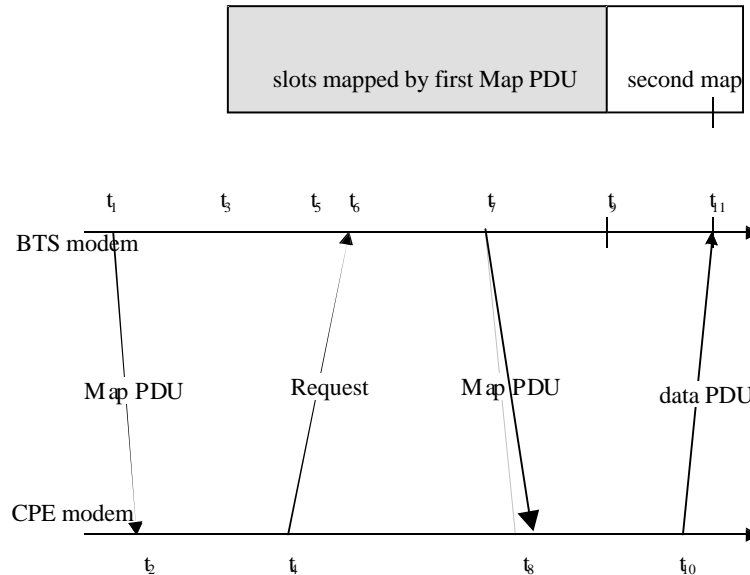 slots mapped by first Map PDU second map
t1 t3 t5 t6 t7 t9 t11
BTS modem
Map PDU Request Map PDU data PDU
CPE modem
t2 t4 t8 t10